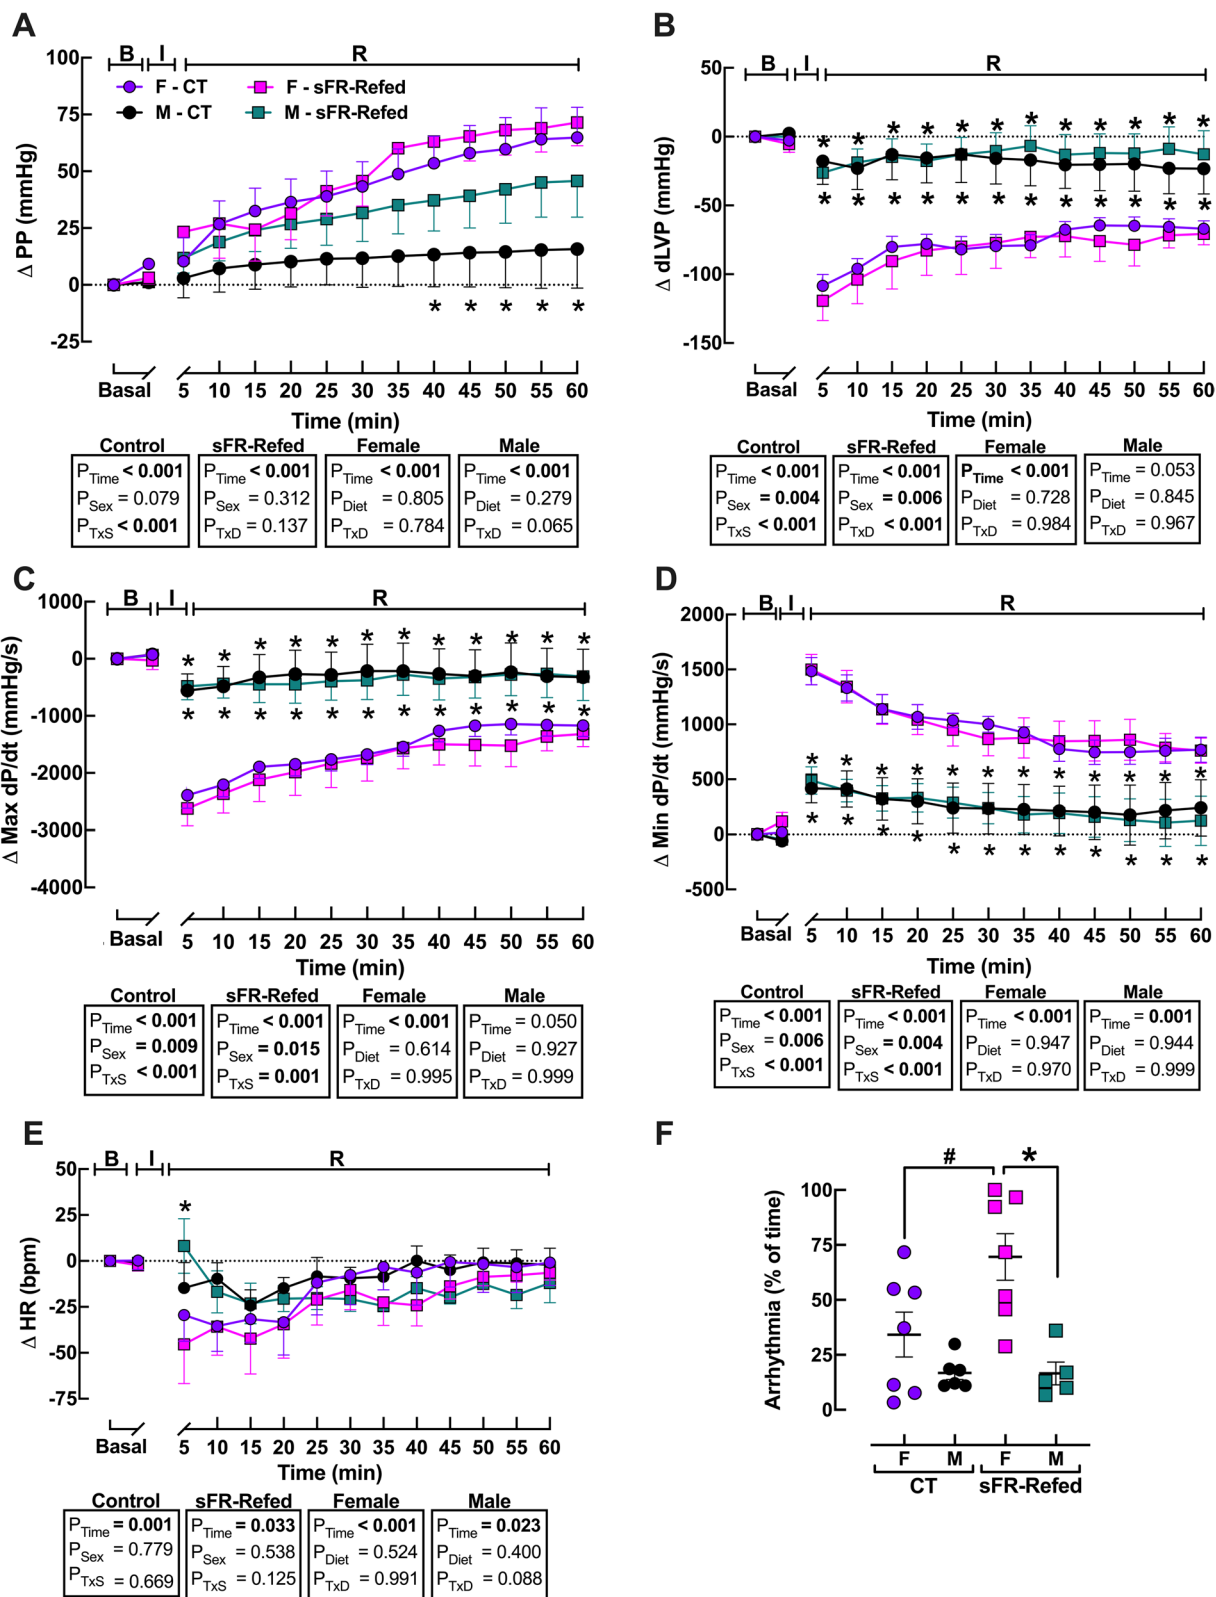 A
B I R
100
75
50
25
0
-25
F - CT
F - sFR-Refed
M - CT
M - sFR-Refed
Δ PP (mmHg)
* * * * *
Basal 5 10 15 20 25 30 35 40 45 50 55 60
Time (min)
Control sFR-Refed Female Male
PTime < 0.001 PTime < 0.001 PTime < 0.001 PTime < 0.001
PSex = 0.079 PSex = 0.312 PDiet = 0.805 PDiet = 0.279
PTxS < 0.001 PTxD = 0.137 PTxD = 0.784 PTxD = 0.065
B
B I R
50
0
-50
-100
-150
Δ dLVP (mmHg)
* * * * * * * * * * * *
* * * * * * * * * * * *
Basal 5 10 15 20 25 30 35 40 45 50 55 60
Time (min)
Control sFR-Refed Female Male
PTime < 0.001 PTime < 0.001 PTime < 0.001 PTime = 0.053
PSex = 0.004 PSex = 0.006 PDiet = 0.728 PDiet = 0.845
PTxS < 0.001 PTxD < 0.001 PTxD = 0.984 PTxD = 0.967
C
B I R
1000
0
-1000
-2000
-3000
-4000
Δ Max dP/dt (mmHg/s)
* * * * * * * * * * * *
* * * * * * * * * * * *
Basal 5 10 15 20 25 30 35 40 45 50 55 60
Time (min)
Control sFR-Refed Female Male
PTime < 0.001 PTime < 0.001 PTime < 0.001 PTime = 0.050
PSex = 0.009 PSex = 0.015 PDiet = 0.614 PDiet = 0.927
PTxS < 0.001 PTxS = 0.001 PTxD = 0.995 PTxD = 0.999
D
B I R
2000
1500
1000
500
0
-500
Δ Min dP/dt (mmHg/s)
* * * * * * * * * * * *
* * * * * * * * * * * *
Basal 5 10 15 20 25 30 35 40 45 50 55 60
Time (min)
Control sFR-Refed Female Male
PTime < 0.001 PTime < 0.001 PTime < 0.001 PTime = 0.001
PSex = 0.006 PSex = 0.004 PDiet = 0.947 PDiet = 0.944
PTxS < 0.001 PTxS < 0.001 PTxD = 0.970 PTxD = 0.999
E
B I R
50
25
0
-25
-50
-75
Δ HR (bpm)
*
Basal 5 10 15 20 25 30 35 40 45 50 55 60
Time (min)
Control sFR-Refed Female Male
PTime = 0.001 PTime = 0.033 PTime < 0.001 PTime = 0.023
PSex = 0.779 PSex = 0.538 PDiet = 0.524 PDiet = 0.400
PTxS = 0.669 PTxS = 0.125 PTxD = 0.991 PTxD = 0.088
F
# *
100
75
50
25
0
Arrhythmia (% of time)
F M F M
CT sFR-Refed